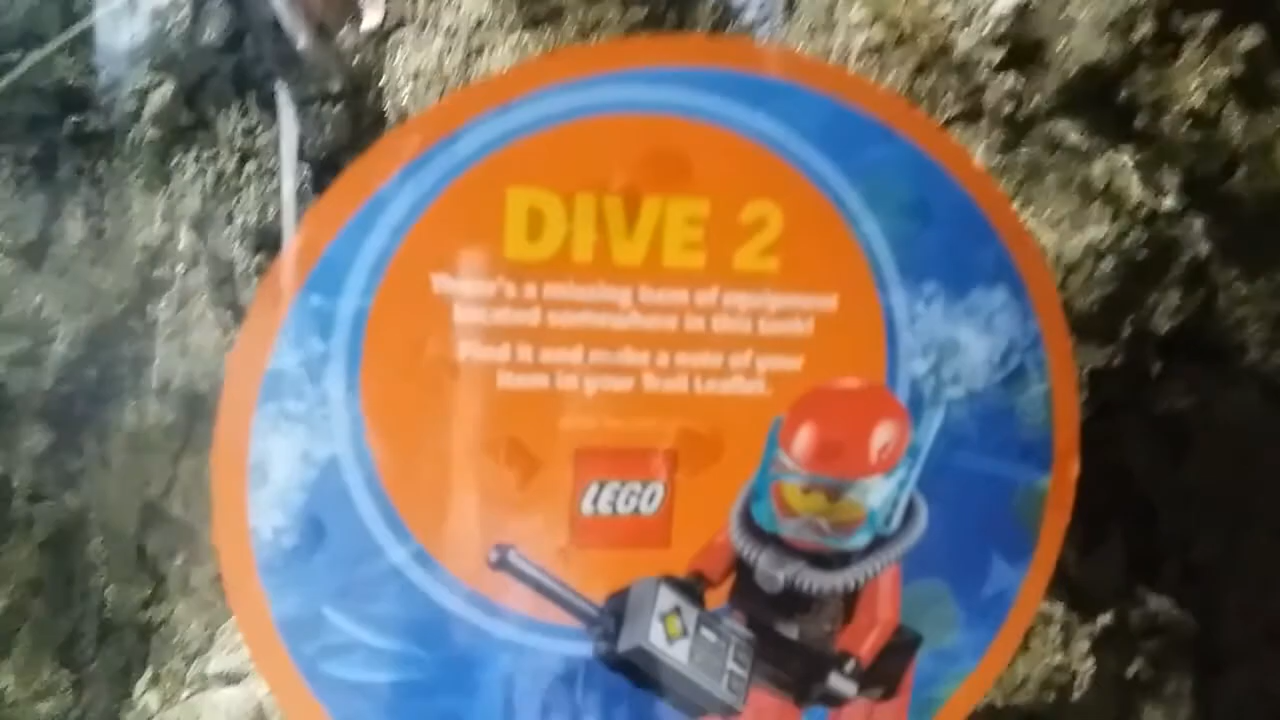 DIVE 2
There's a missing item of equipment
located somewhere in this tank!
Find it and make a note of your
item in your Trail Leaflet.
LEGO